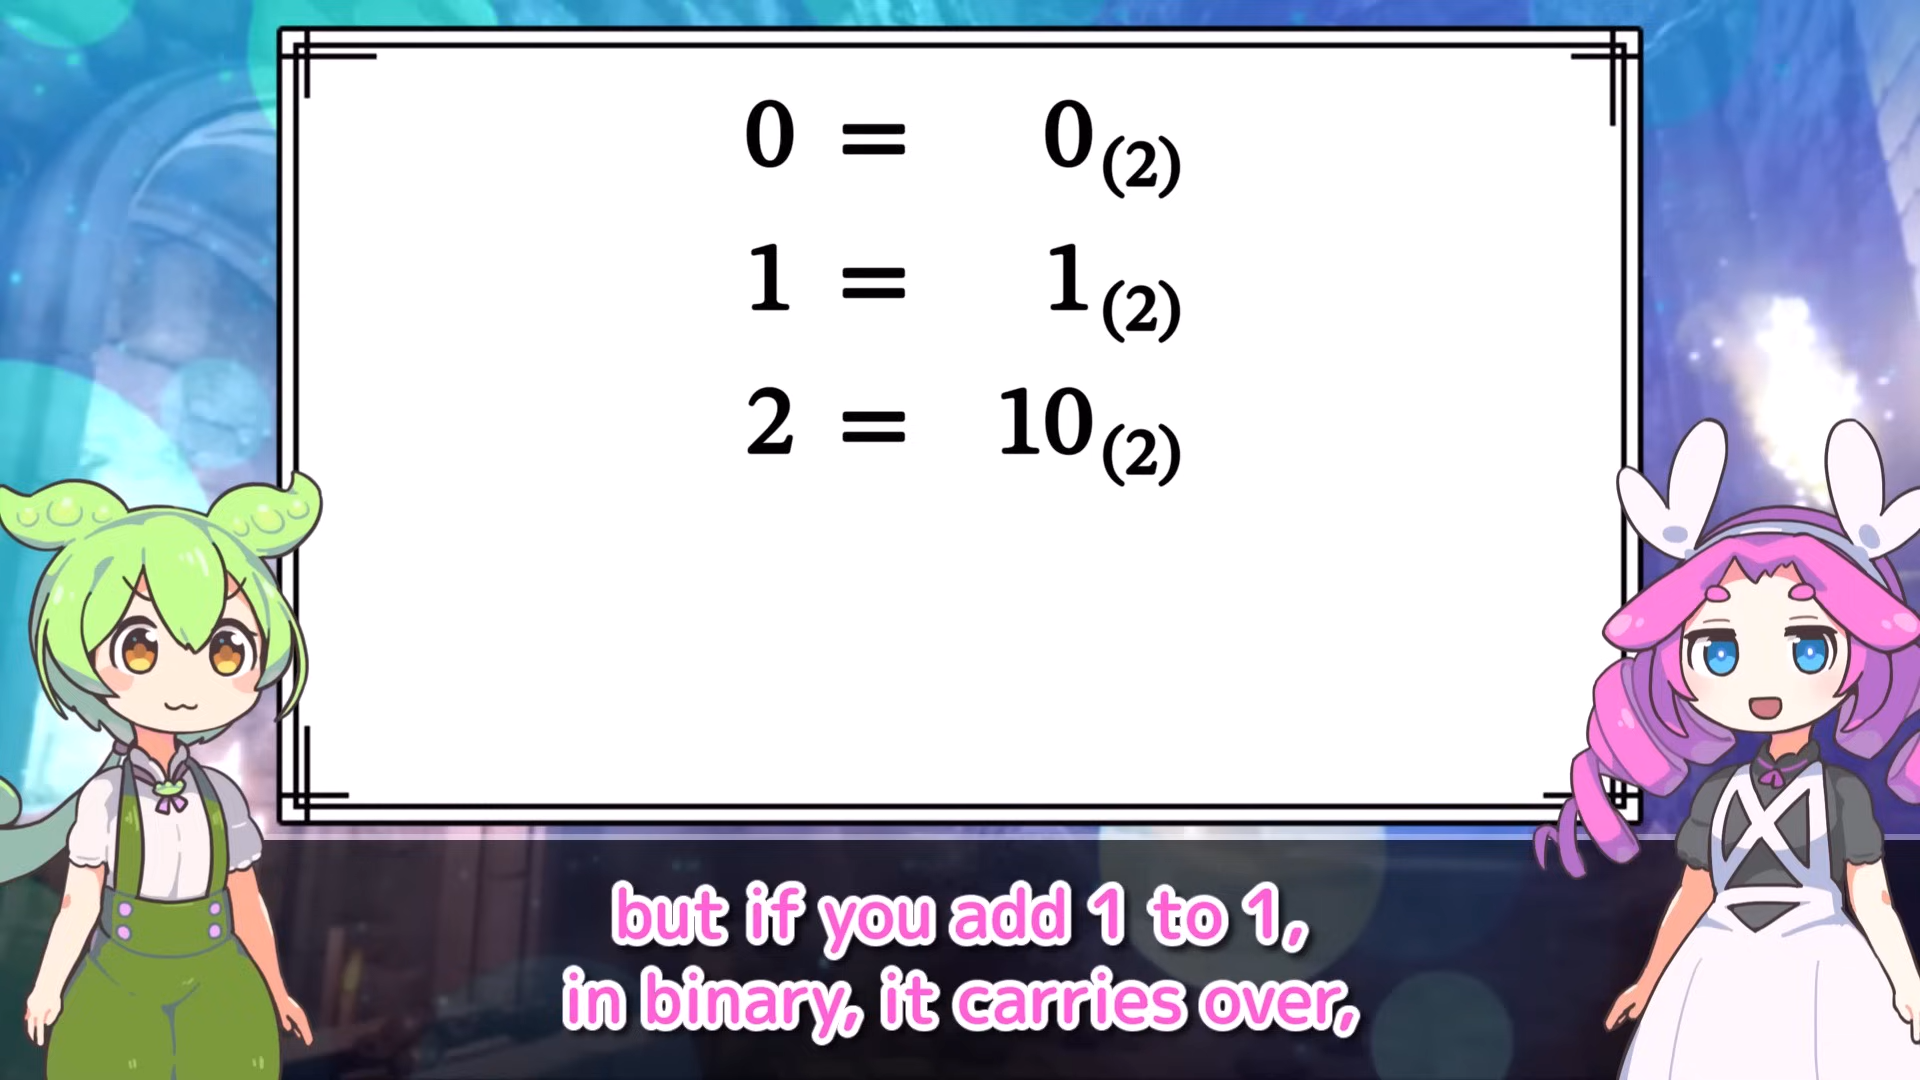 0 = 0(2)
1 = 1(2)
2 = 10(2)
but if you add 1 to 1,
in binary, it carries over,